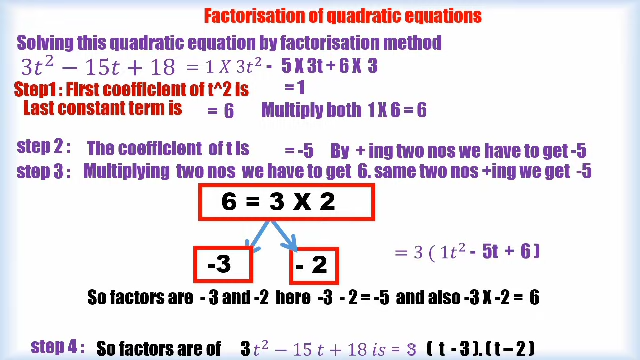 Factorisation of quadratic equations
Solving this quadratic equation by factorisation method
3t² − 15t + 18 = 1 X 3t² - 5 X 3t + 6 X 3
Step1 : First coefficient of t^2 is = 1
Last constant term is = 6 Multiply both 1 X 6 = 6
step 2 : The coefficient of t is = -5 By +ing two nos we have to get -5
step 3 : Multiplying two nos we have to get 6. same two nos +ing we get -5
6 = 3 X 2
-3 - 2
= 3 ( 1t² - 5t + 6 )
So factors are - 3 and -2 here -3 - 2 = -5 and also -3 X -2 = 6
step 4 : So factors are of 3 t² − 15 t + 18 is = 3 ( t - 3 ). ( t – 2 )